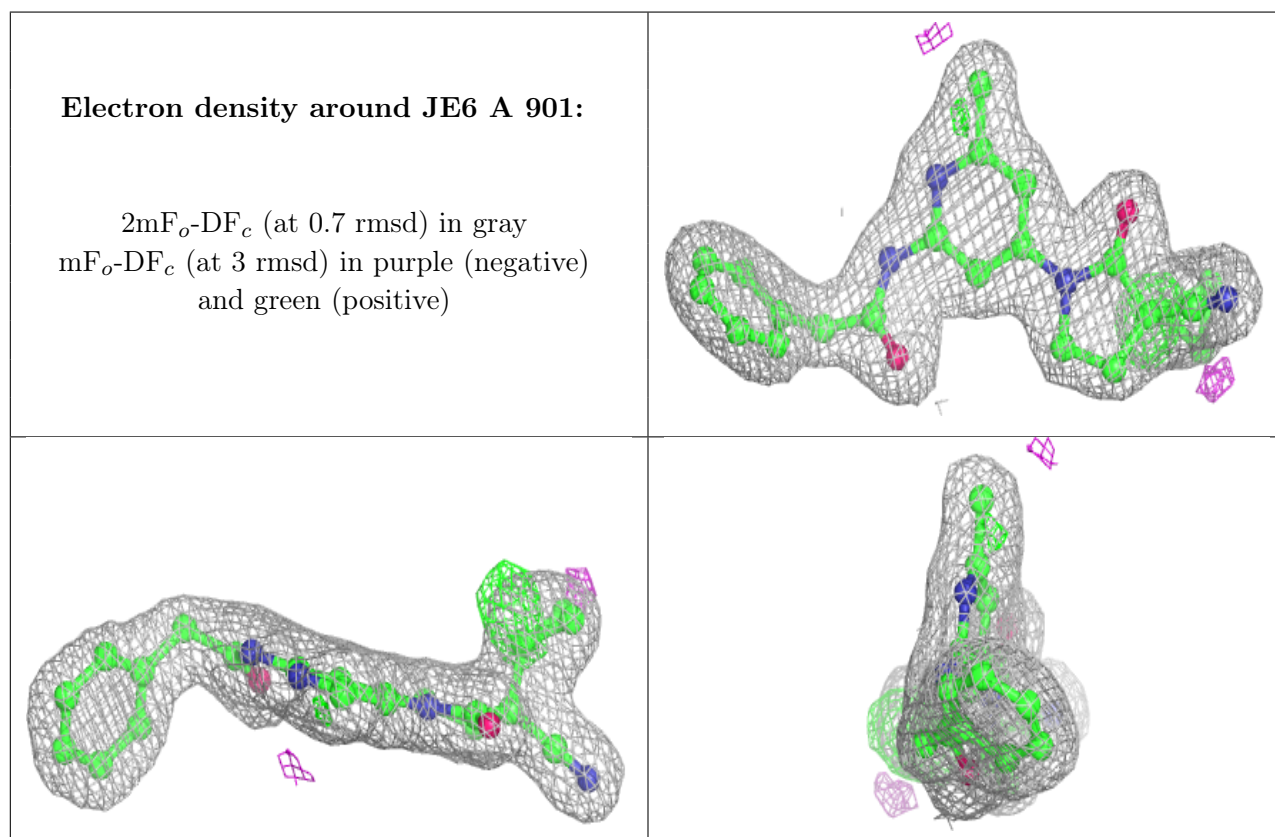 Electron density around JE6 A 901:
2mFo-DFc (at 0.7 rmsd) in gray
mFo-DFc (at 3 rmsd) in purple (negative)
and green (positive)